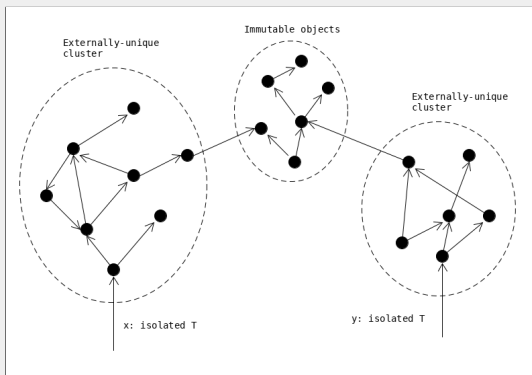 Immutable objects
Externally-unique
cluster
Externally-unique
cluster
x: isolated T
y: isolated T